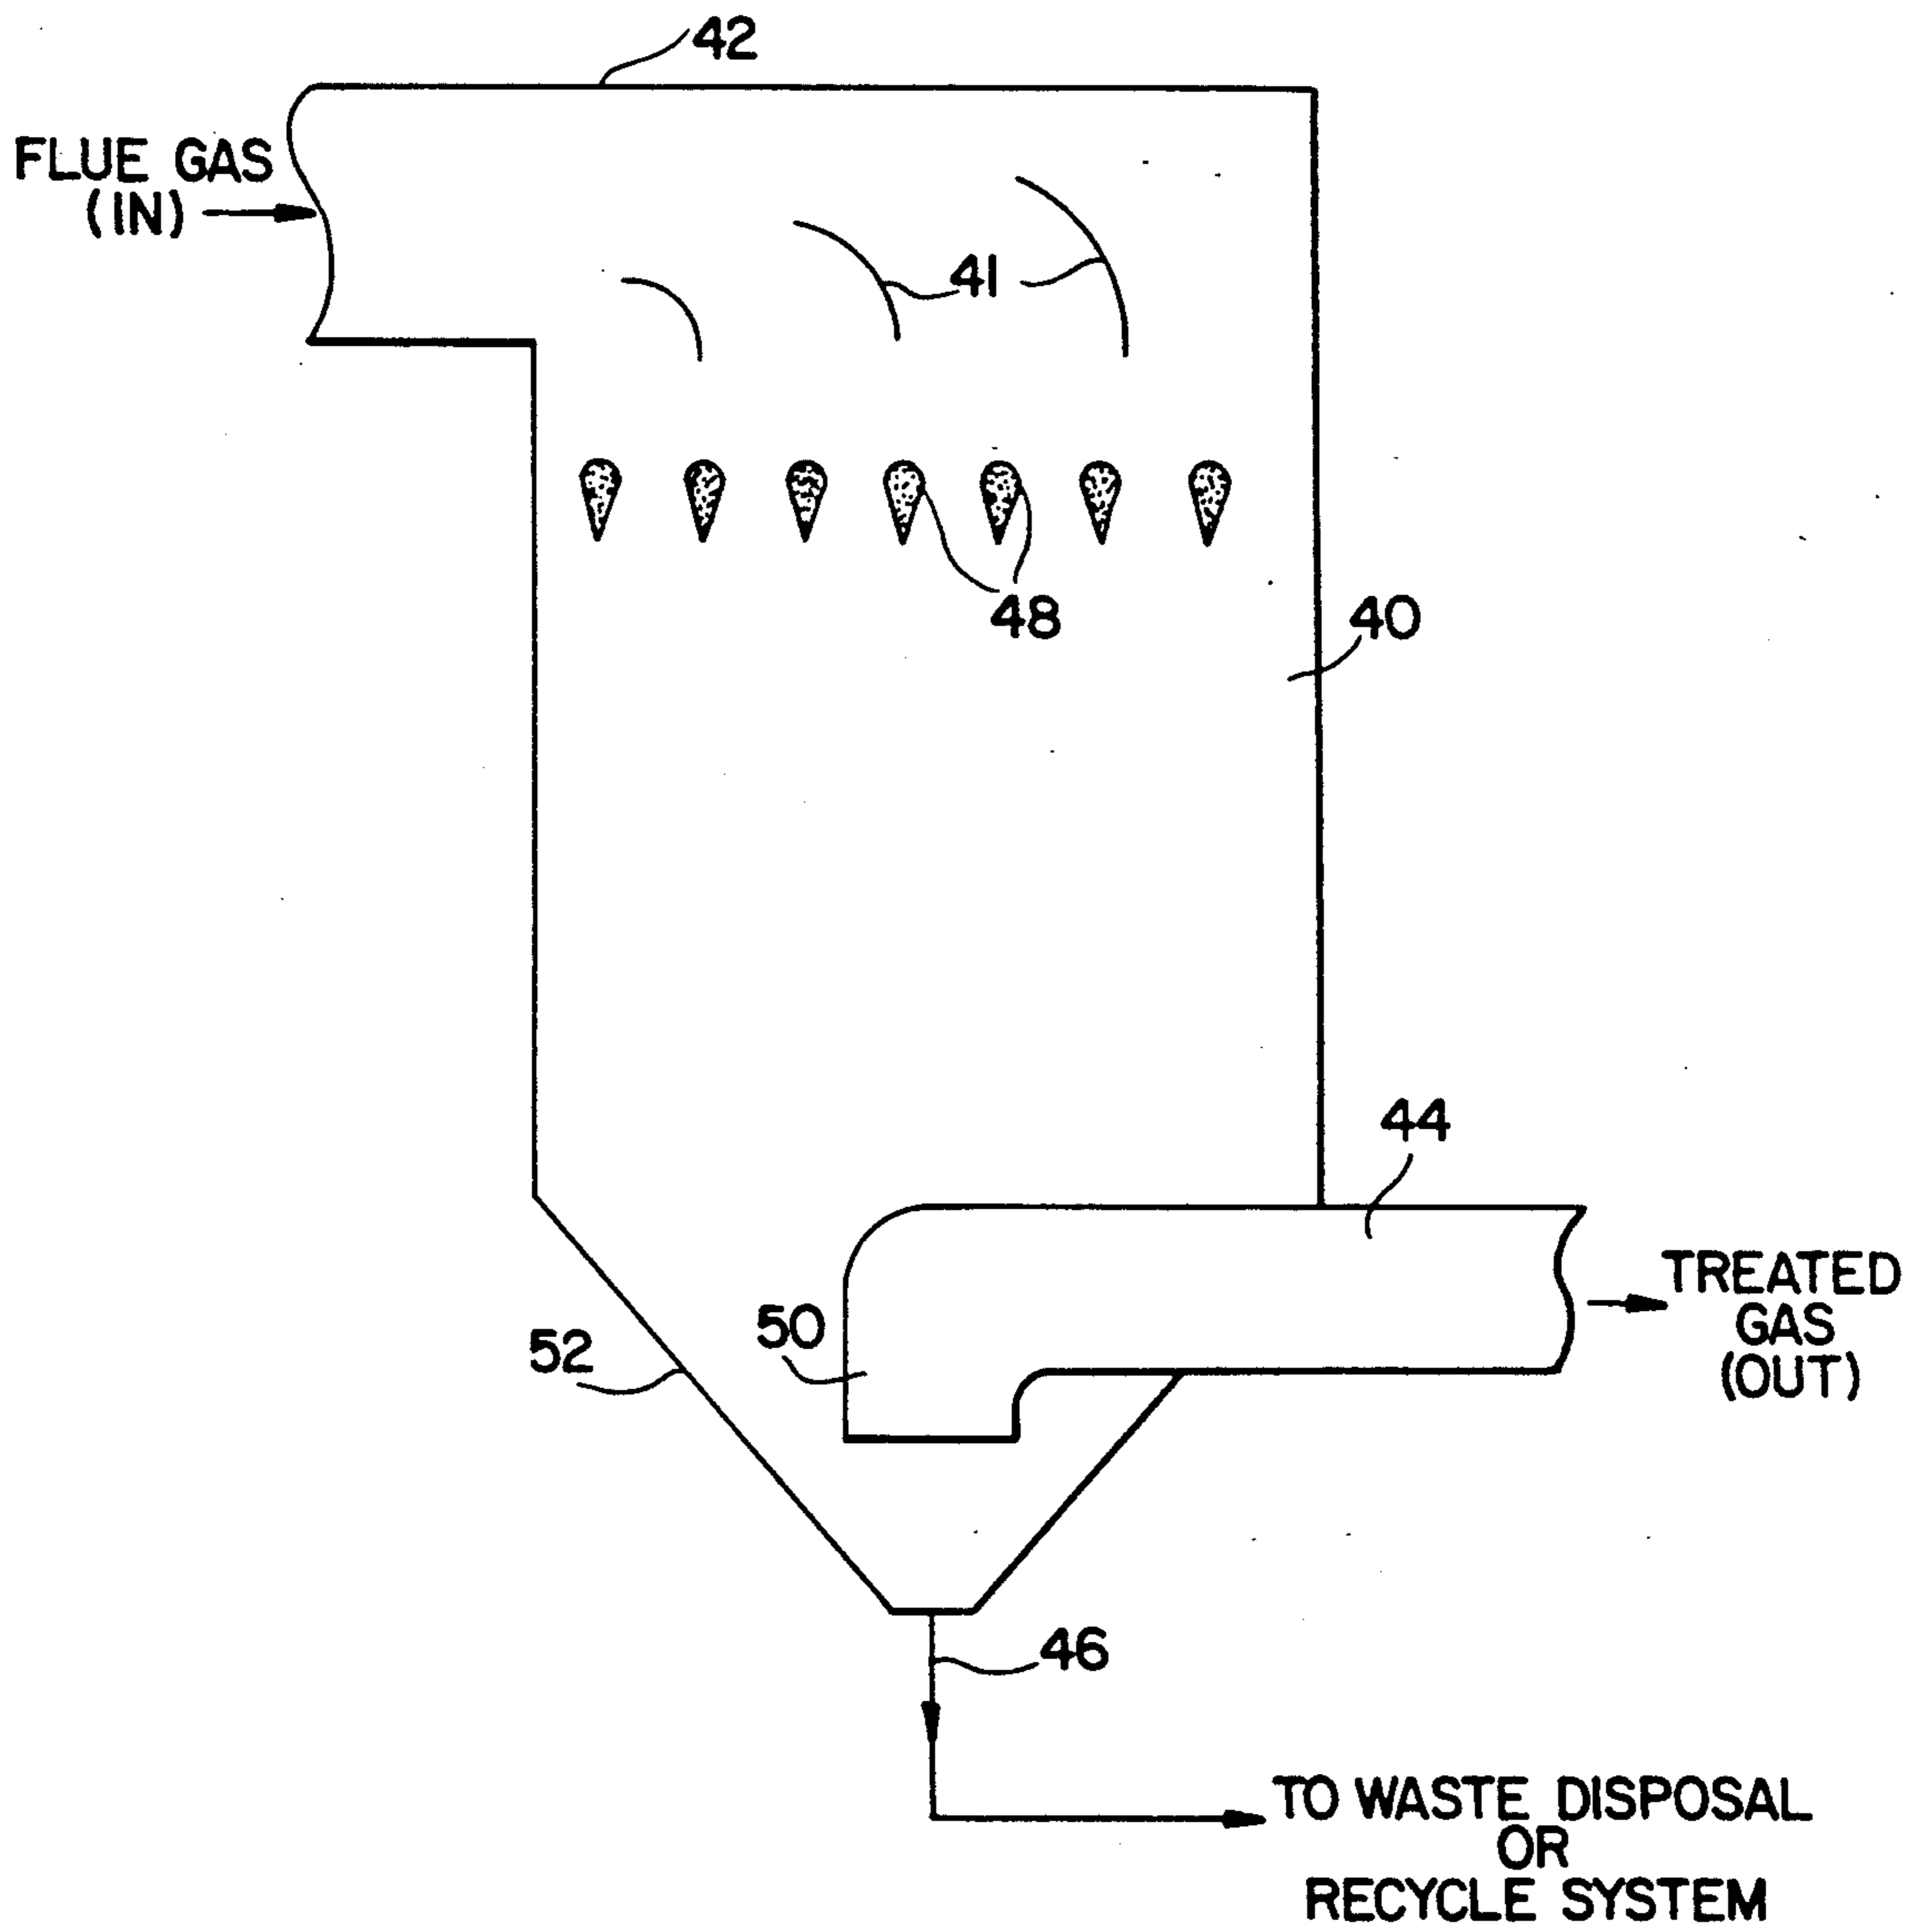 42
FLUE GAS
(IN)
41
48
40
44
TREATED
GAS
(OUT)
50
52
46
TO WASTE DISPOSAL
OR
RECYCLE SYSTEM